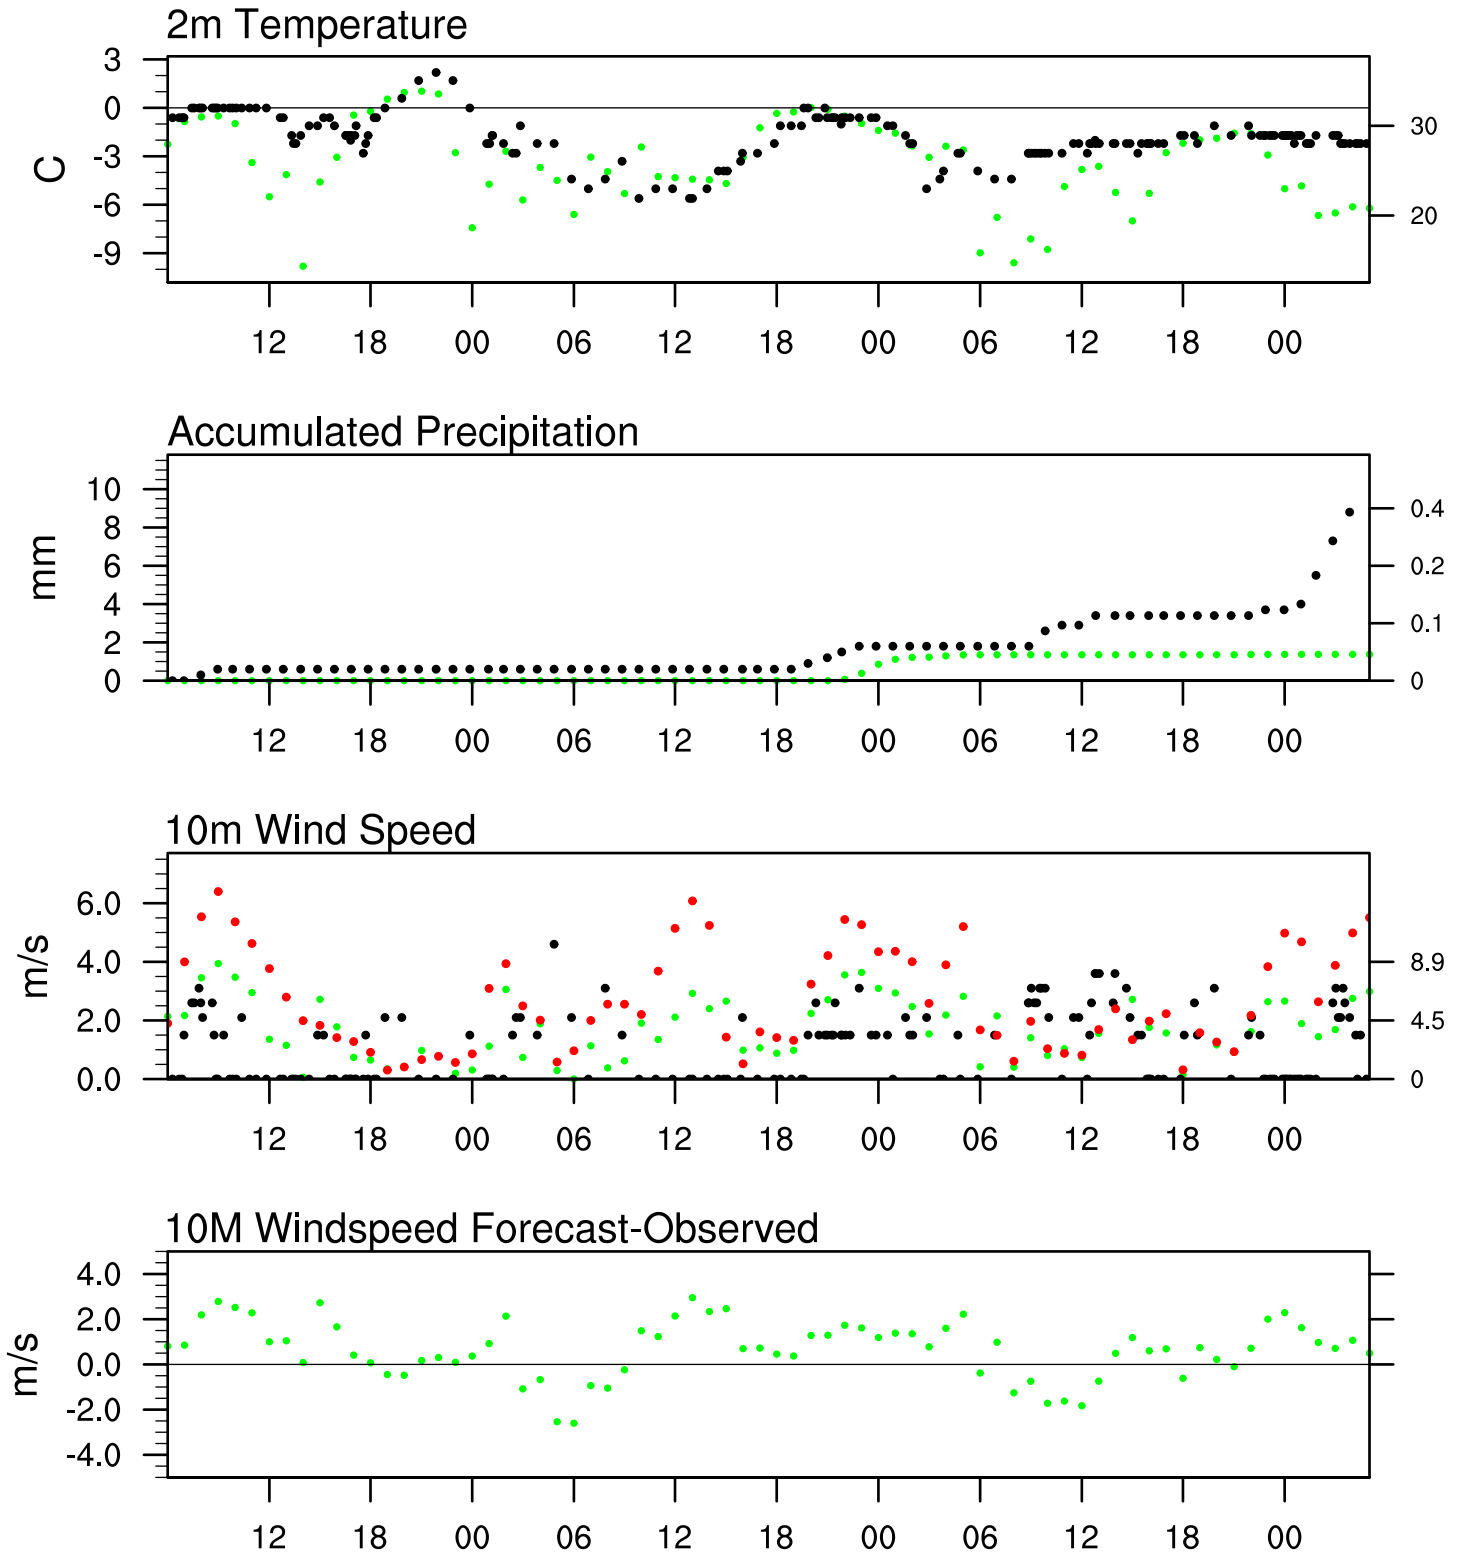 2m Temperature
3
0
-3
-6
-9
C
30
20
12 18 00 06 12 18 00 06 12 18 00
Accumulated Precipitation
10
8
6
4
2
0
mm
0.4
0.2
0.1
0
12 18 00 06 12 18 00 06 12 18 00
10m Wind Speed
6.0
4.0
2.0
0.0
m/s
8.9
4.5
0
12 18 00 06 12 18 00 06 12 18 00
10M Windspeed Forecast-Observed
4.0
2.0
0.0
-2.0
-4.0
m/s
12 18 00 06 12 18 00 06 12 18 00